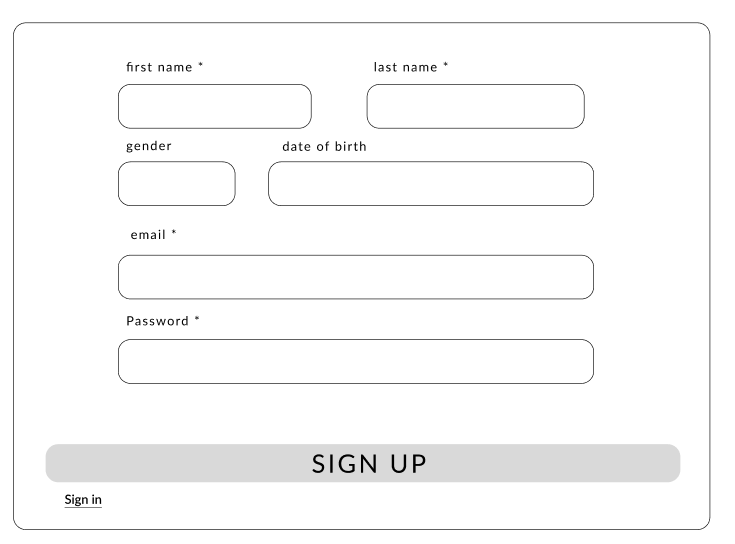 first name * last name *
gender date of birth
email *
Password *
SIGN UP
Sign in